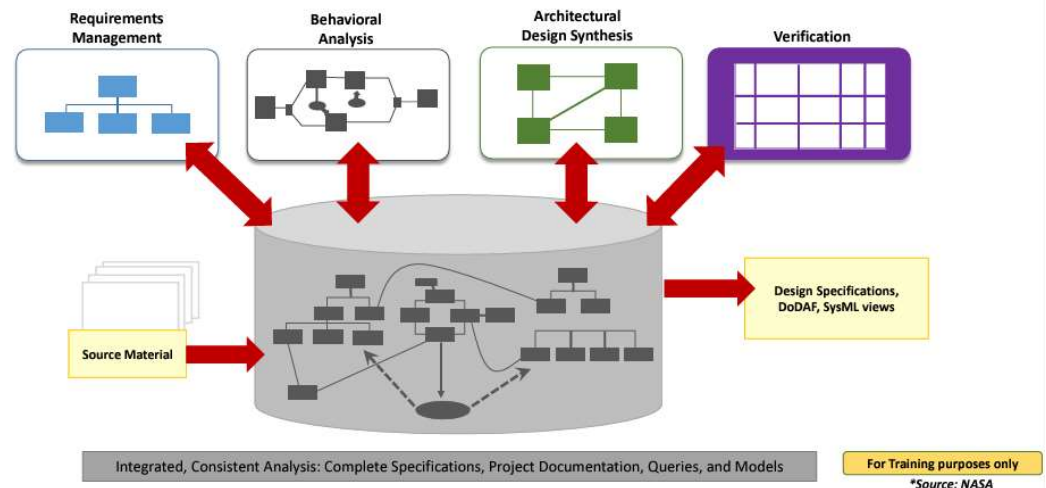 Requirements
Management
Behavioral
Analysis
Architectural
Design Synthesis
Verification
Source Material
Design Specifications,
DoDAF, SysML views
Integrated, Consistent Analysis: Complete Specifications, Project Documentation, Queries, and Models
For Training purposes only
*Source: NASA